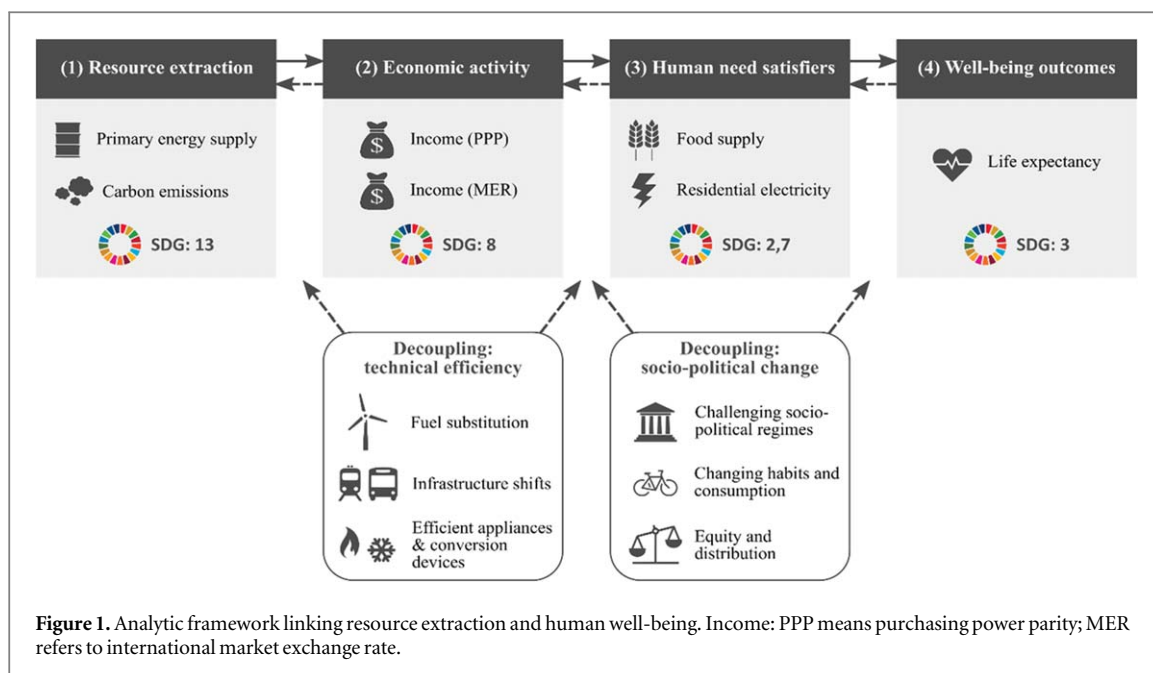 (1) Resource extraction
Primary energy supply
Carbon emissions
SDG: 13
(2) Economic activity
Income (PPP)
Income (MER)
SDG: 8
(3) Human need satisfiers
Food supply
Residential electricity
SDG: 2,7
(4) Well-being outcomes
Life expectancy
SDG: 3
Decoupling:
technical efficiency
Fuel substitution
Infrastructure shifts
Efficient appliances
& conversion
devices
Decoupling:
socio-political change
Challenging socio-
political regimes
Changing habits and
consumption
Equity and
distribution
$
$
Figure 1. Analytic framework linking resource extraction and human well-being. Income: PPP means purchasing power parity; MER
refers to international market exchange rate.